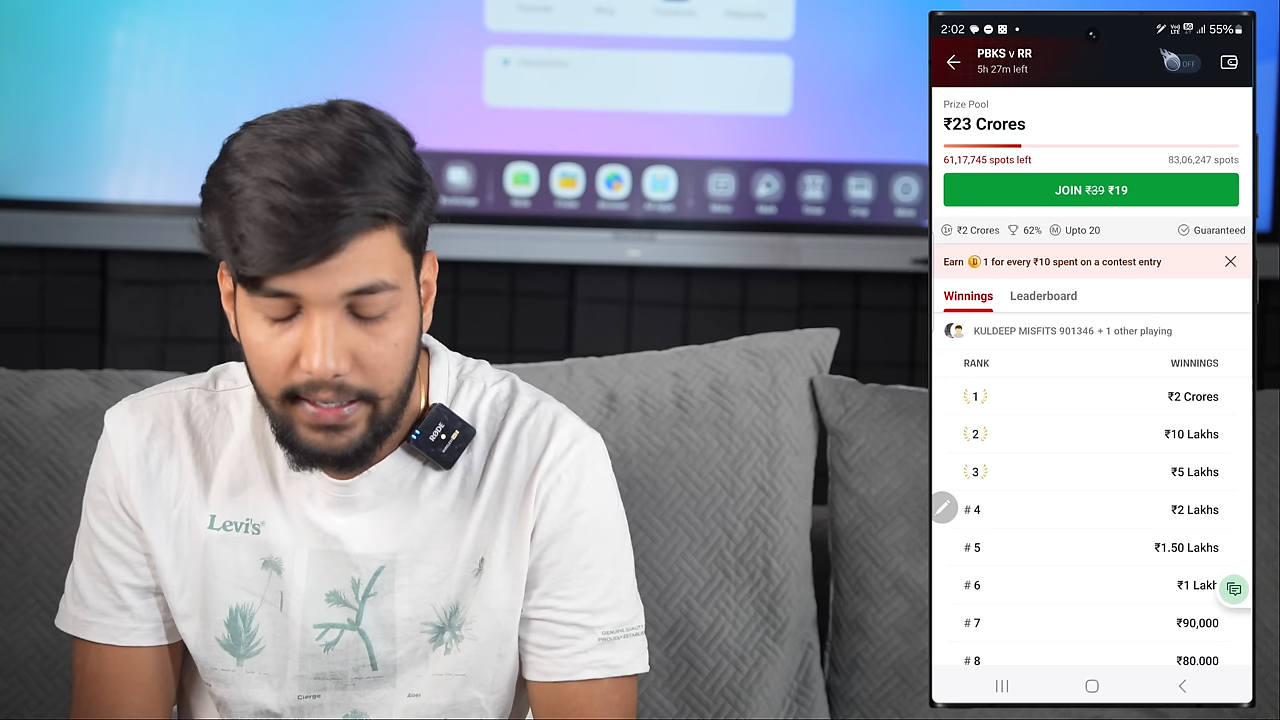 2:02
55%
PBKS v RR
5h 27m left
OFF
Prize Pool
₹23 Crores
61,17,745 spots left
83,06,247 spots
JOIN ₹39 ₹19
1st ₹2 Crores 62% M Upto 20 Guaranteed
Earn 1 for every ₹10 spent on a contest entry
Winnings Leaderboard
KULDEEP MISFITS 901346 + 1 other playing
RANK WINNINGS
1 ₹2 Crores
2 ₹10 Lakhs
3 ₹5 Lakhs
# 4 ₹2 Lakhs
# 5 ₹1.50 Lakhs
# 6 ₹1 Lakh
# 7 ₹90,000
# 8 ₹80,000
RØDE
Levi's
GENUINE QUALITY